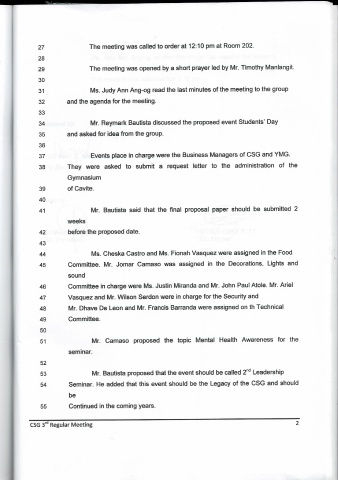 27 The meeting was called to order at 12:10 pm at Room 202.
28
29 The meeting was opened by a short prayer led by Mr. Timothy Manlangit.
30
31 Ms. Judy Ann Ang-og read the last minutes of the meeting to the group
32 and the agenda for the meeting.
33
34 Mr. Reymark Bautista discussed the proposed event Students' Day
35 and asked for idea from the group.
36
37 Events place in charge were the Business Managers of CSG and YMG.
38 They were asked to submit a request letter to the administration of the
Gymnasium
39 of Cavite.
40
41 Mr. Bautista said that the final proposal paper should be submitted 2
weeks
42 before the proposed date.
43
44 Ms. Cheska Castro and Ms. Fionah Vasquez were assigned in the Food
45 Committee. Mr. Jomar Camaso was assigned in the Decorations, Lights and
sound
46 Committee in charge were Ms. Justin Miranda and Mr. John Paul Atole. Mr. Ariel
47 Vasquez and Mr. Wilson Serdon were in charge for the Security and
48 Mr. Dhave De Leon and Mr. Francis Barranda were assigned on th Technical
49 Committee.
50
51 Mr. Camaso proposed the topic Mental Health Awareness for the
seminar.
52
53 Mr. Bautista proposed that the event should be called 2nd Leadership
54 Seminar. He added that this event should be the Legacy of the CSG and should
be
55 Continued in the coming years.
CSG 3rd Regular Meeting 2